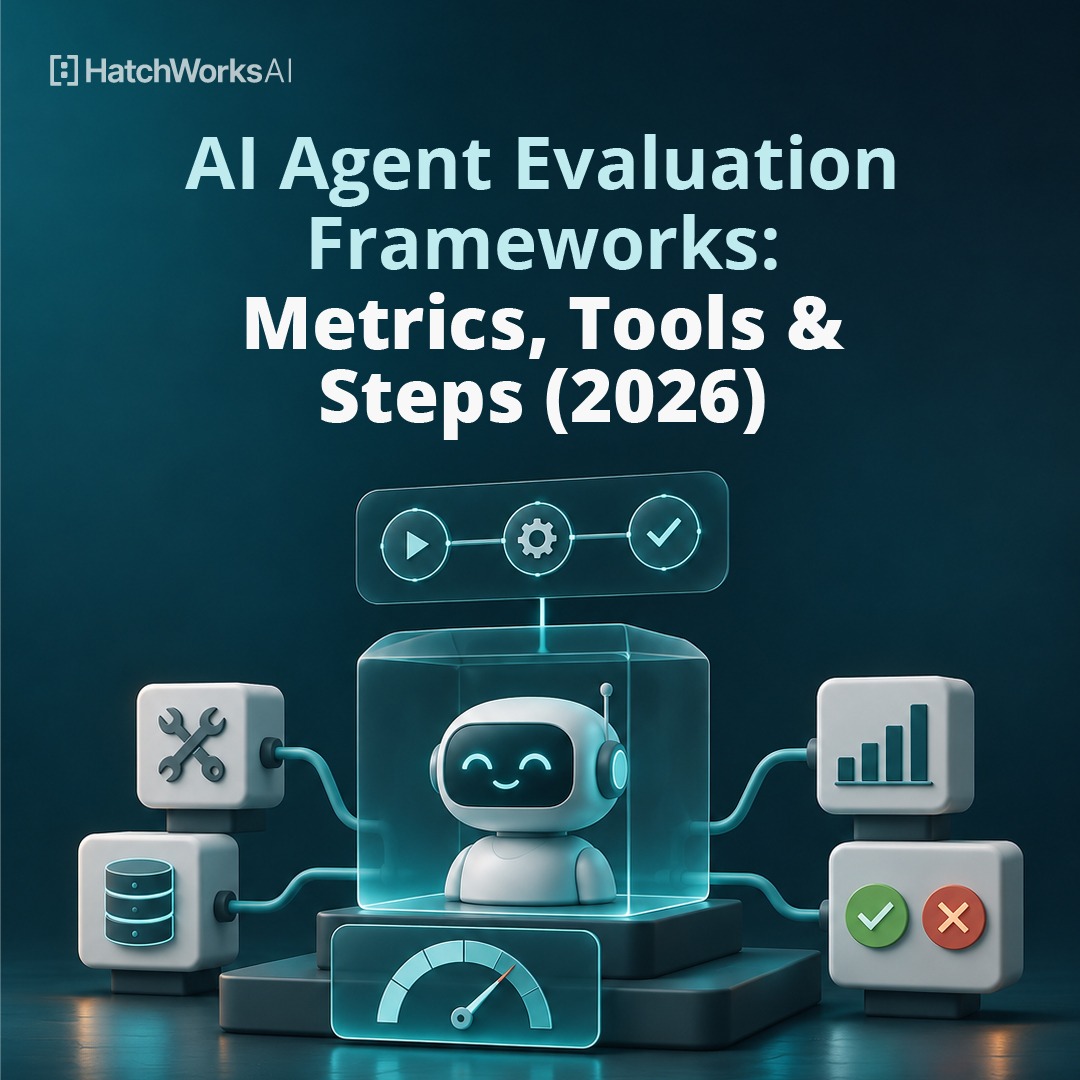 HatchWorksAI
AI Agent Evaluation
Frameworks:
Metrics, Tools &
Steps (2026)